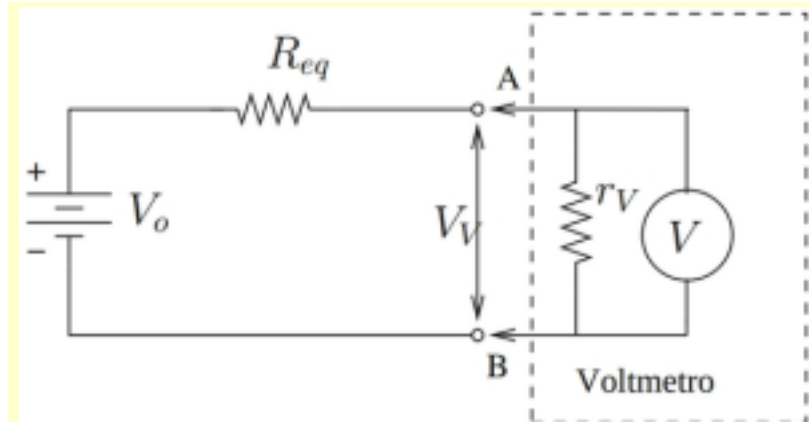 R_eq
A
+
V_o
−
V_V
r_V
V
B
Voltmetro